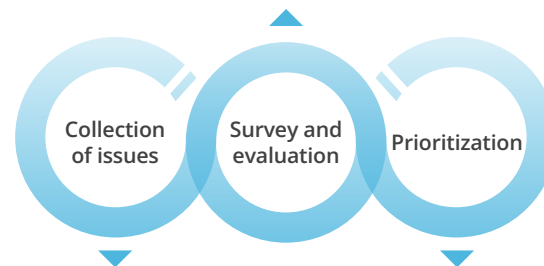 Collection
of issues
Survey and
evaluation
Prioritization